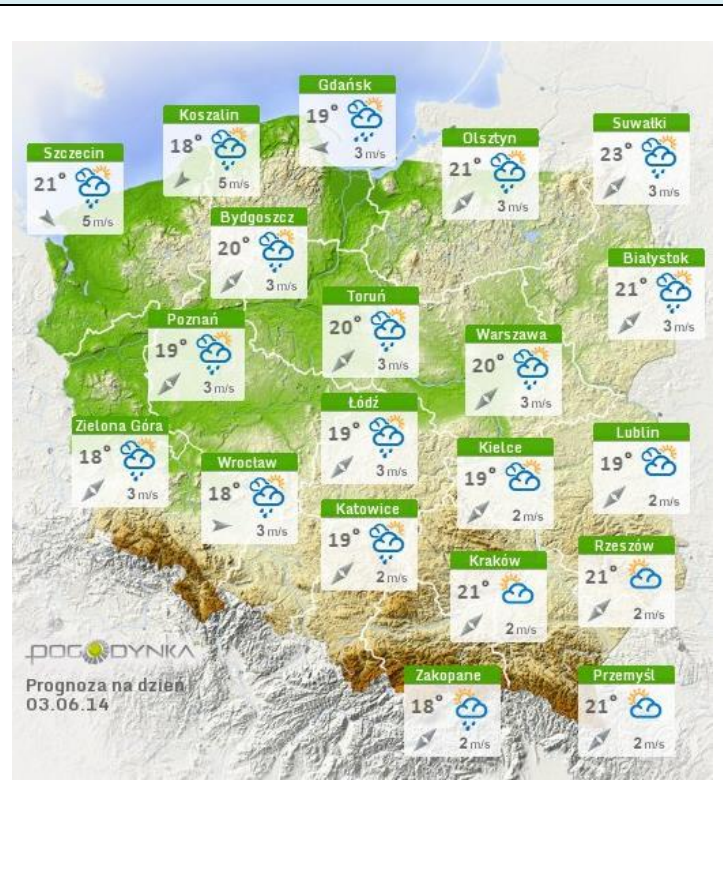 Gdańsk
19°
3 m/s
Koszalin
18°
5 m/s
Suwałki
23°
3 m/s
Olsztyn
21°
3 m/s
Szczecin
21°
5 m/s
Bydgoszcz
20°
3 m/s
Białystok
21°
3 m/s
Toruń
20°
3 m/s
Poznań
19°
3 m/s
Warszawa
20°
3 m/s
Łódź
19°
3 m/s
Zielona Góra
18°
3 m/s
Lublin
19°
2 m/s
Kielce
19°
2 m/s
Wrocław
18°
3 m/s
Katowice
19°
2 m/s
Rzeszów
21°
2 m/s
Kraków
21°
2 m/s
POGODYNKA
Prognoza na dzień
03.06.14
Zakopane
18°
2 m/s
Przemyśl
21°
2 m/s